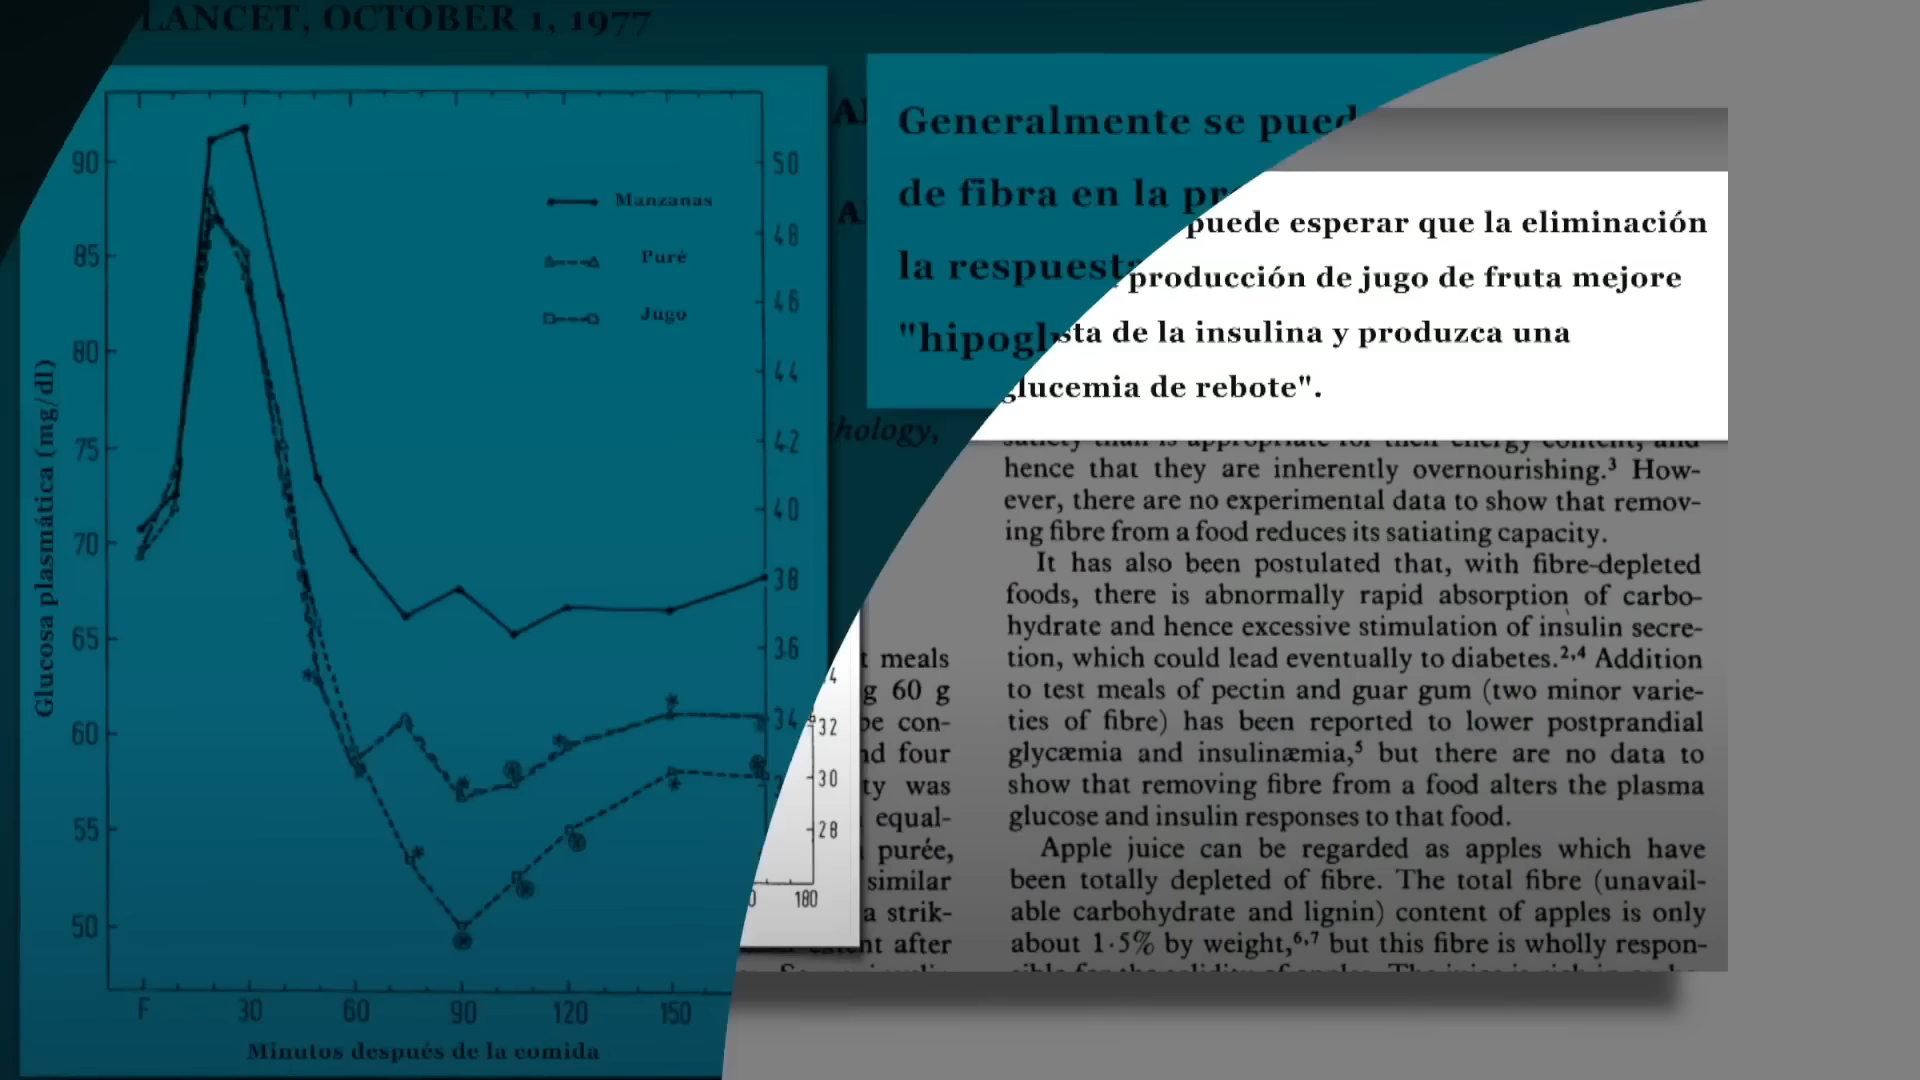 LANCET, OCTOBER 1, 1977
Glucosa plasmática (mg/dl)
90
85
80
75
70
65
60
55
50
50
48
46
44
42
40
38
36
34
Manzanas
Puré
Jugo
F 30 60 90 120 150
Minutos después de la comida
Generalmente se
de fibra en la
la
hology,
puede esperar que la eliminación
producción de jugo de fruta mejore
de la insulina y produzca una
de rebote".
satiety than is appropriate for their energy content, and
hence that they are inherently overnourishing.³ How-
ever, there are no experimental data to show that remov-
ing fibre from a food reduces its satiating capacity.
It has also been postulated that, with fibre-depleted
foods, there is abnormally rapid absorption of carbo-
hydrate and hence excessive stimulation of insulin secre-
tion, which could lead eventually to diabetes.²,⁴ Addition
to test meals of pectin and guar gum (two minor varie-
ties of fibre) has been reported to lower postprandial
glycæmia and insulinæmia,⁵ but there are no data to
show that removing fibre from a food alters the plasma
glucose and insulin responses to that food.
Apple juice can be regarded as apples which have
been totally depleted of fibre. The total fibre (unavail-
able carbohydrate and lignin) content of apples is only
about 1·5% by weight,⁶,⁷ but this fibre is wholly respon-
32
30
28
180
meals
60 g
con-
four
was
equal-
purée,
similar
a strik-
after